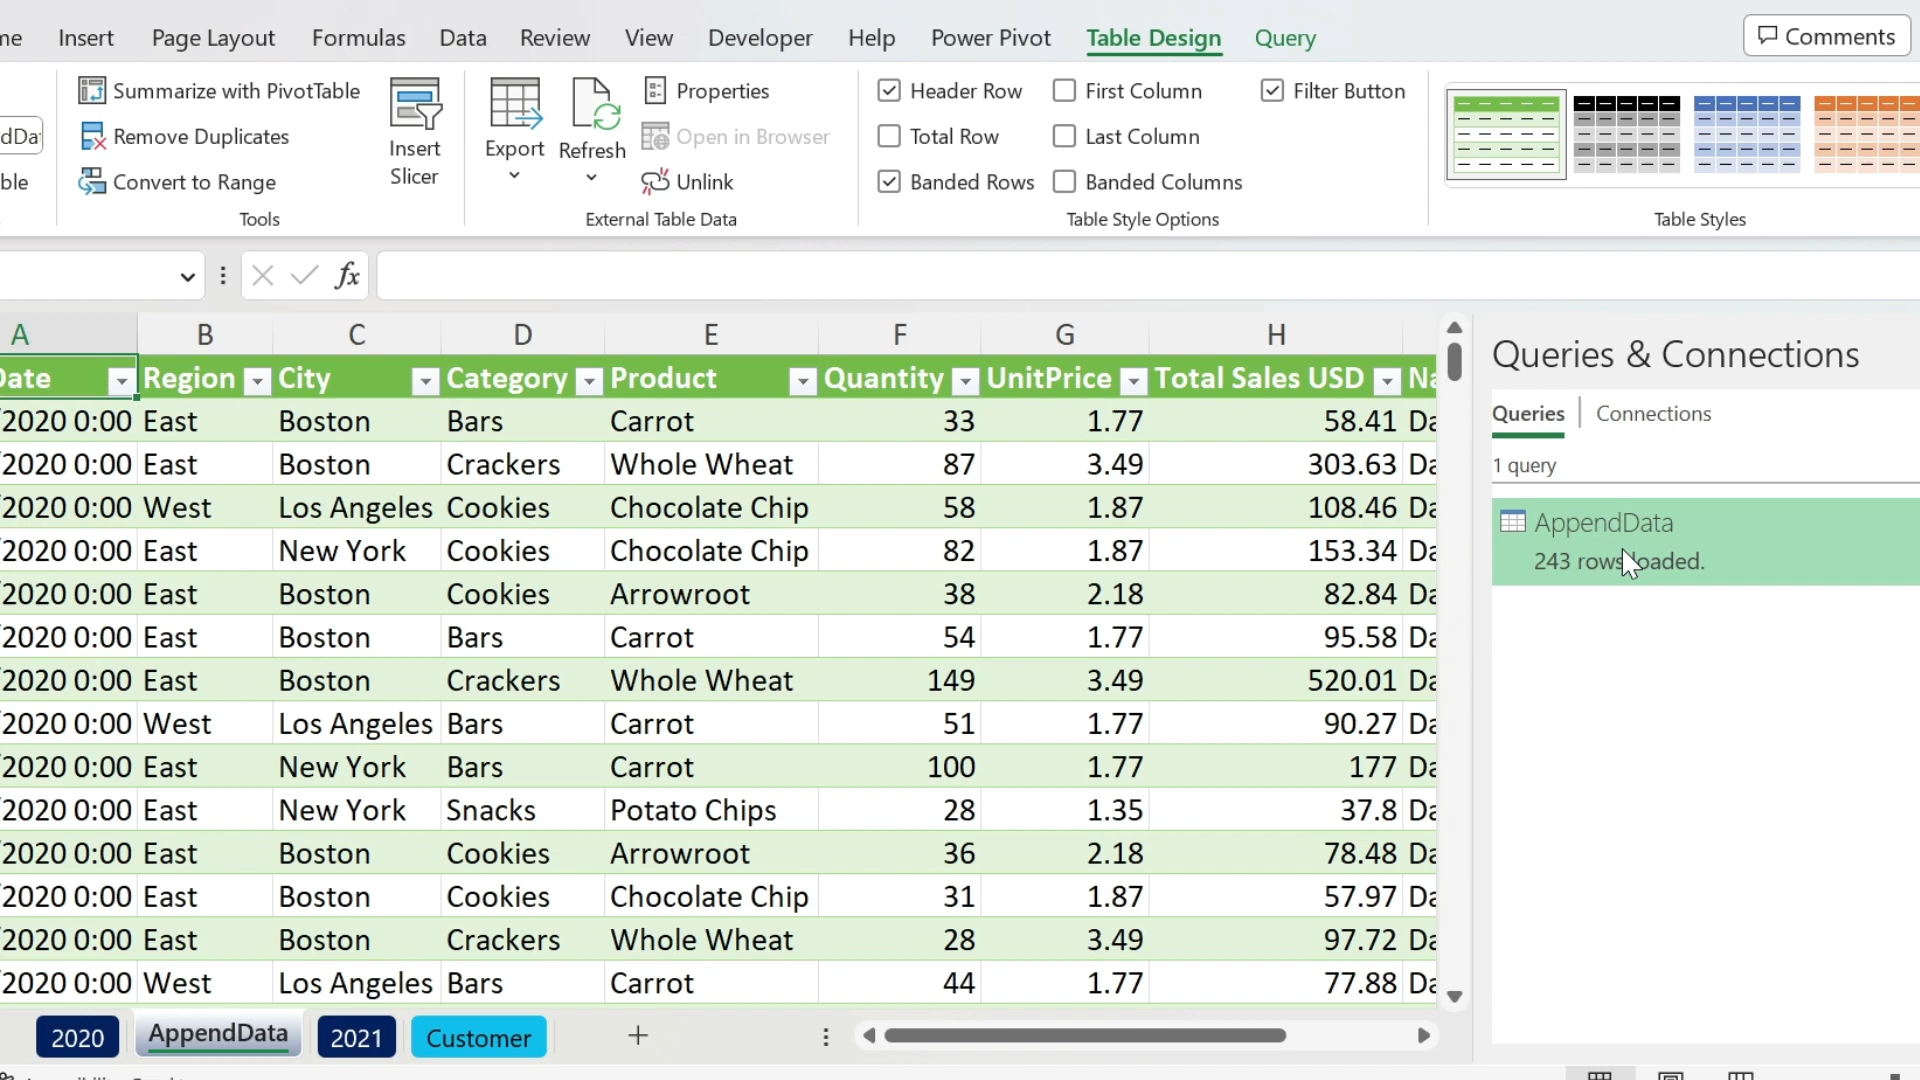 me Insert Page Layout Formulas Data Review View Developer Help Power Pivot Table Design Query Comments
Summarize with PivotTable
Remove Duplicates
Convert to Range
Tools
Insert
Slicer
Export
Refresh
Properties
Open in Browser
Unlink
External Table Data
Header Row First Column Filter Button
Total Row Last Column
Banded Rows Banded Columns
Table Style Options
Table Styles
dDat
ble
fx
A B C D E F G H
Date Region City Category Product Quantity UnitPrice Total Sales USD Na
/2020 0:00 East Boston Bars Carrot 33 1.77 58.41 Da
/2020 0:00 East Boston Crackers Whole Wheat 87 3.49 303.63 Da
/2020 0:00 West Los Angeles Cookies Chocolate Chip 58 1.87 108.46 Da
/2020 0:00 East New York Cookies Chocolate Chip 82 1.87 153.34 Da
/2020 0:00 East Boston Cookies Arrowroot 38 2.18 82.84 Da
/2020 0:00 East Boston Bars Carrot 54 1.77 95.58 Da
/2020 0:00 East Boston Crackers Whole Wheat 149 3.49 520.01 Da
/2020 0:00 West Los Angeles Bars Carrot 51 1.77 90.27 Da
/2020 0:00 East New York Bars Carrot 100 1.77 177 Da
/2020 0:00 East New York Snacks Potato Chips 28 1.35 37.8 Da
/2020 0:00 East Boston Cookies Arrowroot 36 2.18 78.48 Da
/2020 0:00 East Boston Cookies Chocolate Chip 31 1.87 57.97 Da
/2020 0:00 East Boston Crackers Whole Wheat 28 3.49 97.72 Da
/2020 0:00 West Los Angeles Bars Carrot 44 1.77 77.88 Da
Queries & Connections
Queries Connections
1 query
AppendData
243 rows loaded.
2020 AppendData 2021 Customer